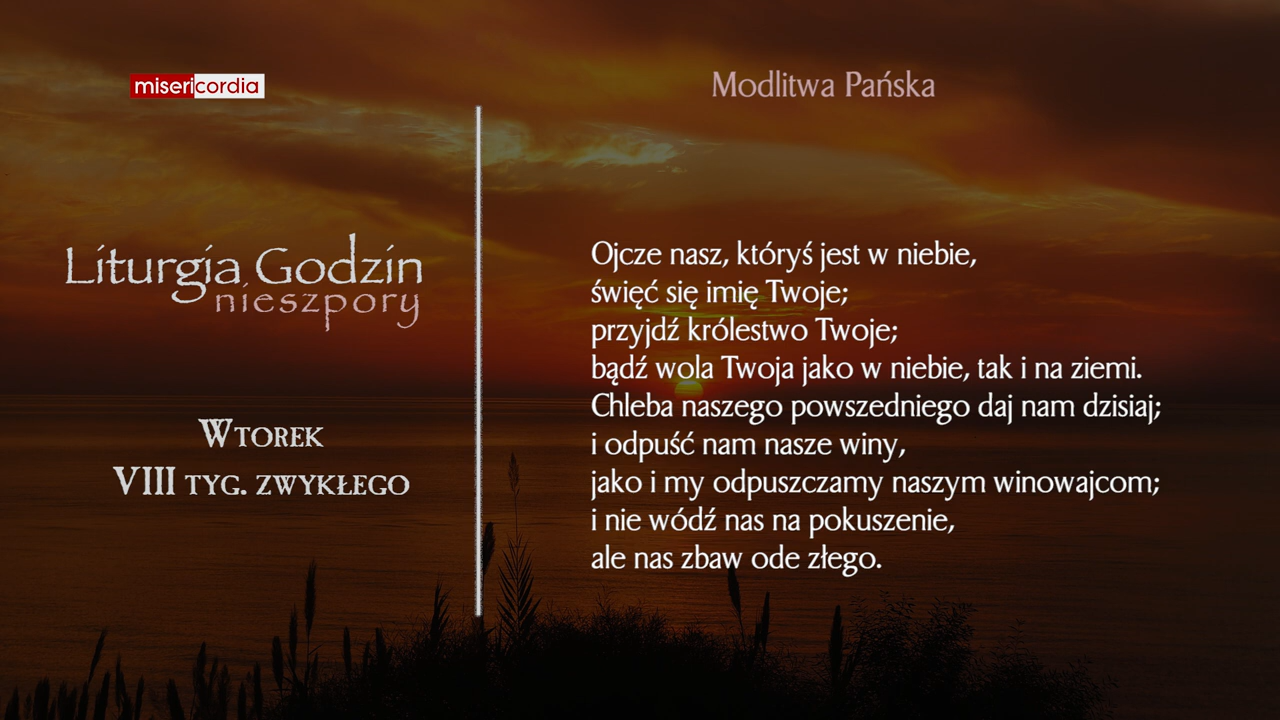 misericordia
Liturgia Godzin
nieszpory
Wtorek
VIII tyg. zwykłego
Modlitwa Pańska
Ojcze nasz, któryś jest w niebie,
święć się imię Twoje;
przyjdź królestwo Twoje;
bądź wola Twoja jako w niebie, tak i na ziemi.
Chleba naszego powszedniego daj nam dzisiaj;
i odpuść nam nasze winy,
jako i my odpuszczamy naszym winowajcom;
i nie wódź nas na pokuszenie,
ale nas zbaw ode złego.